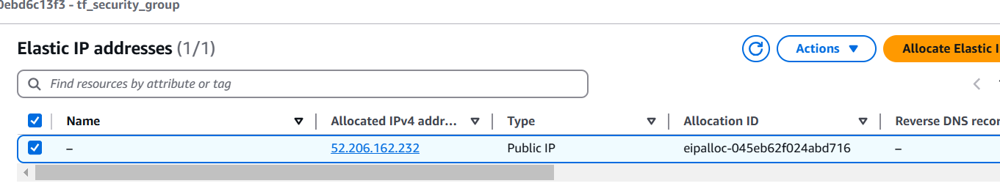 0ebd6c13f3 - tf_security_group
Elastic IP addresses (1/1)
Actions
Allocate Elastic I
Find resources by attribute or tag
Name
Allocated IPv4 addr...
Type
Allocation ID
Reverse DNS recor
–
52.206.162.232
Public IP
eipalloc-045eb62f024abd716
–